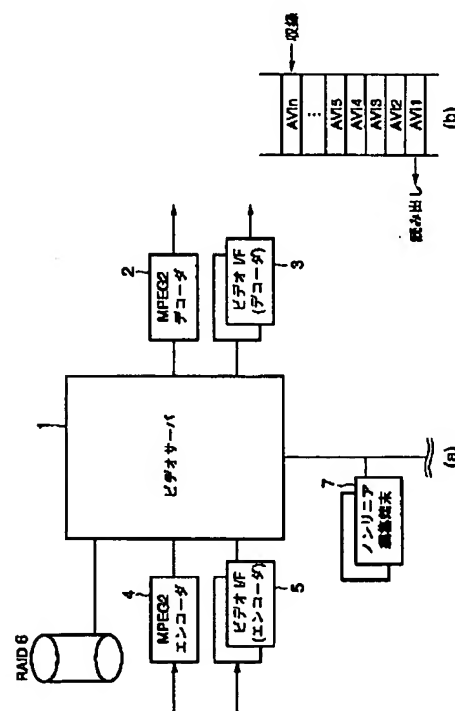 RAID 6
4
MPEG2
エンコーダ
ビデオ I/F
(エンコーダ)
5
1
ビデオサーバ
2
MPEG2
デコーダ
ビデオ I/F
(デコーダ)
3
7
ノンリニア
編集端末
(a)
収録
AVIn
⋮
AVI5
AVI4
AVI3
AVI2
AVI1
読み出し
(b)